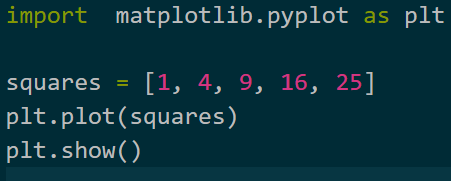 import  matplotlib.pyplot as plt
squares = [1, 4, 9, 16, 25]
plt.plot(squares)
plt.show()